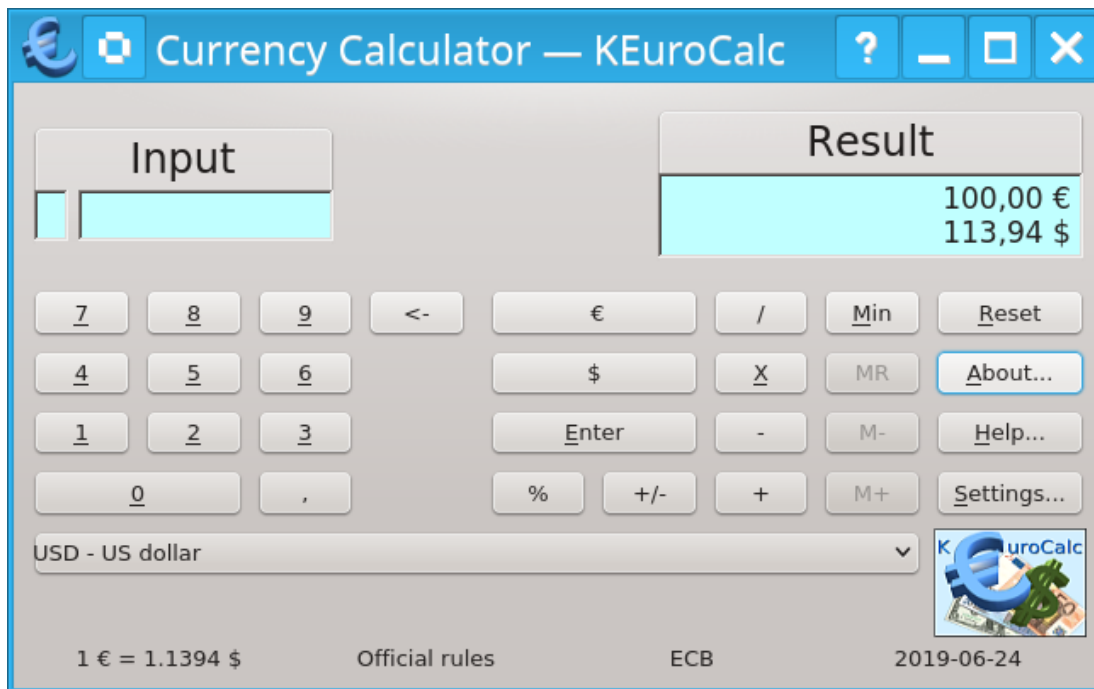 Currency Calculator — KEuroCalc ?
Input
Result
100,00 €
113,94 $
7 8 9 <- € / Min Reset
4 5 6 $ X MR About...
1 2 3 Enter - M- Help...
0 , % +/- + M+ Settings...
USD - US dollar
K uroCalc
1 € = 1.1394 $ Official rules ECB 2019-06-24